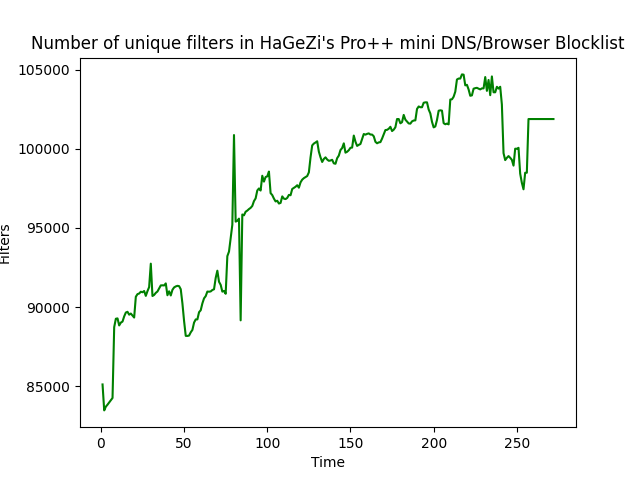 Number of unique filters in HaGeZi's Pro++ mini DNS/Browser Blocklist
105000
100000
95000
90000
85000
Filters
0 50 100 150 200 250
Time